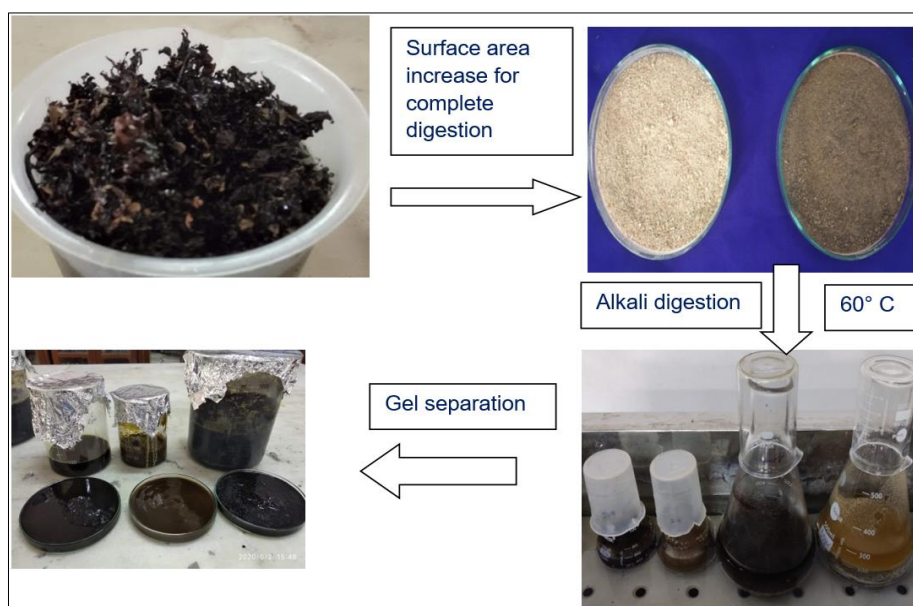 Surface area
increase for
complete
digestion
Alkali digestion
60° C
Gel separation
500
400
300